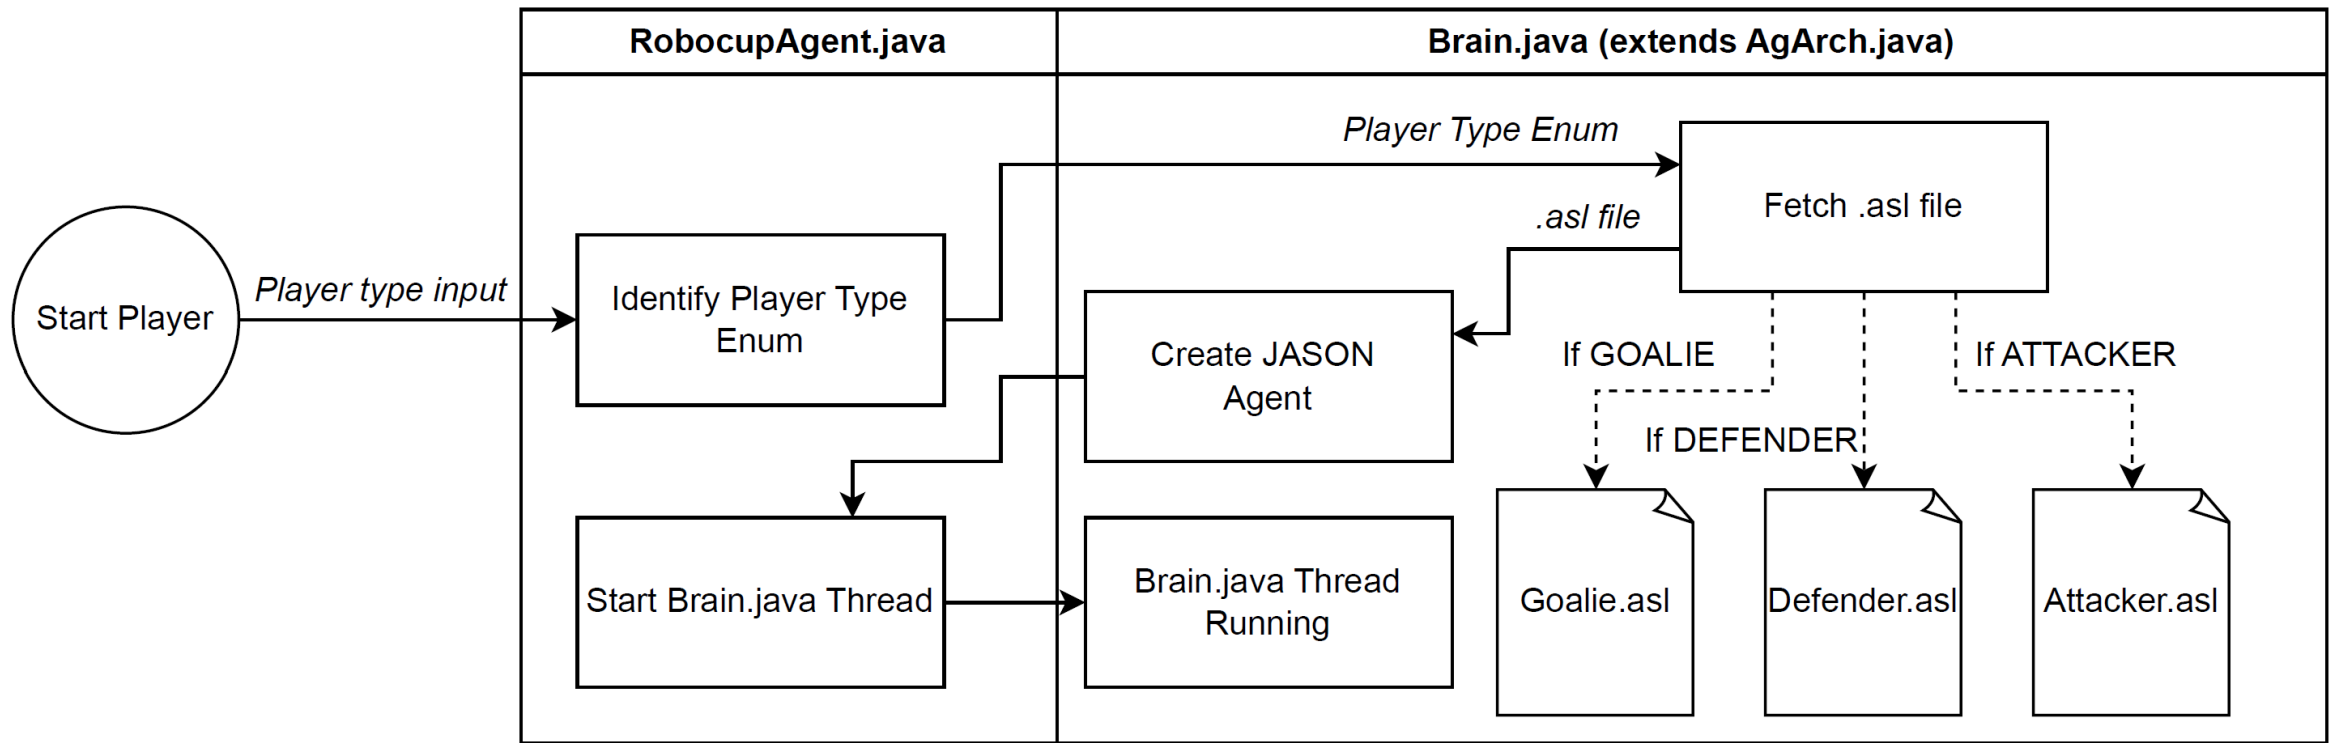 RobocupAgent.java
Brain.java (extends AgArch.java)
Start Player
Player type input
Identify Player Type
Enum
Player Type Enum
Fetch .asl file
.asl file
Create JASON
Agent
If GOALIE
If DEFENDER
If ATTACKER
Start Brain.java Thread
Brain.java Thread
Running
Goalie.asl
Defender.asl
Attacker.asl